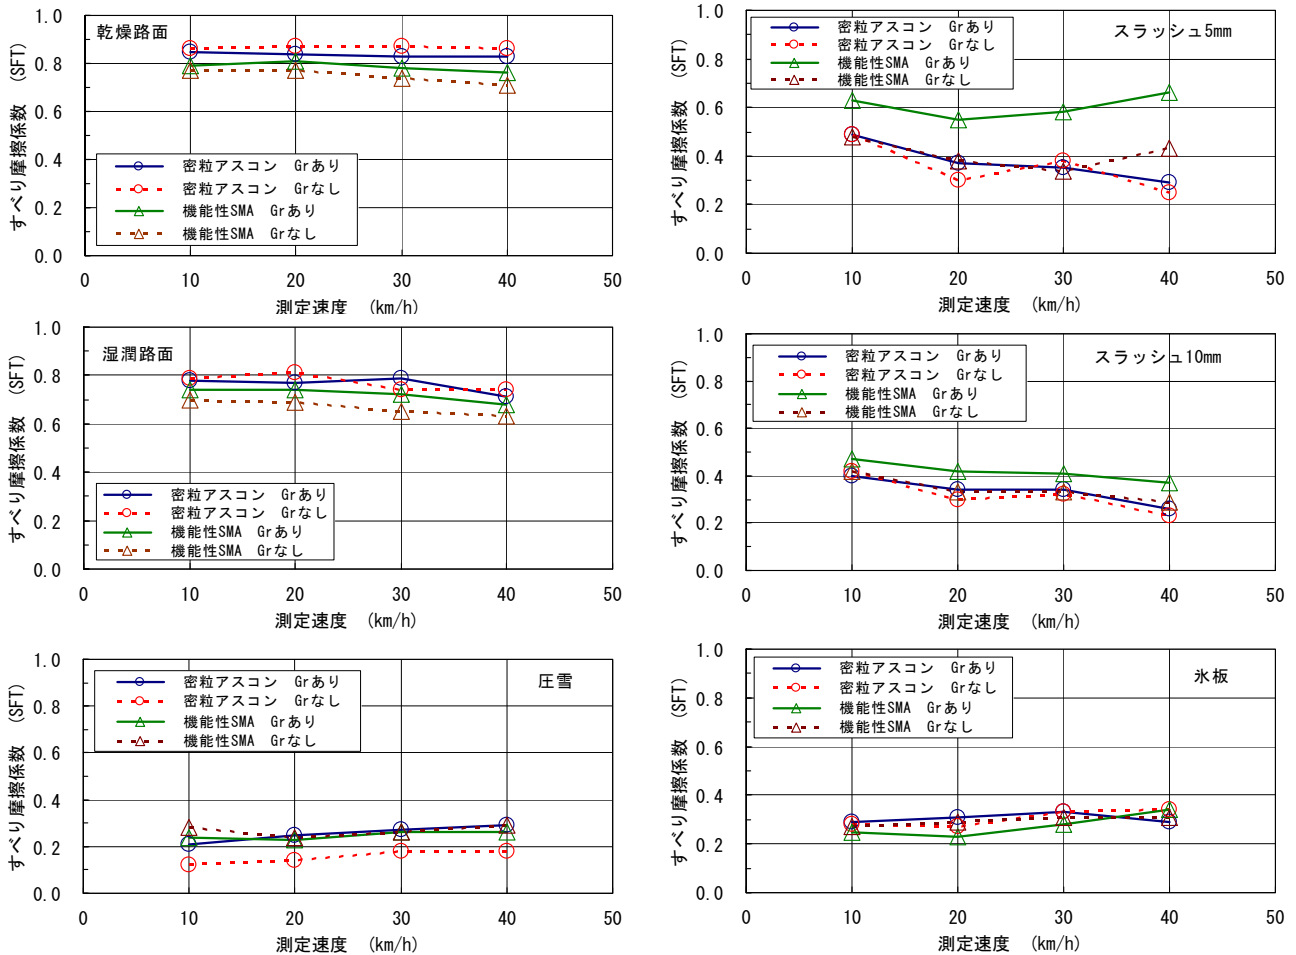 乾燥路面
すべり摩擦係数 (SFT)
1.0
0.8
0.6
0.4
0.2
0.0
密粒アスコン Grあり
密粒アスコン Grなし
機能性SMA Grあり
機能性SMA Grなし
0 10 20 30 40 50
測定速度 (km/h)
スラッシュ5mm
すべり摩擦係数 (SFT)
1.0
0.8
0.6
0.4
0.2
0.0
密粒アスコン Grあり
密粒アスコン Grなし
機能性SMA Grあり
機能性SMA Grなし
0 10 20 30 40 50
測定速度 (km/h)
湿潤路面
すべり摩擦係数 (SFT)
1.0
0.8
0.6
0.4
0.2
0.0
密粒アスコン Grあり
密粒アスコン Grなし
機能性SMA Grあり
機能性SMA Grなし
0 10 20 30 40 50
測定速度 (km/h)
スラッシュ10mm
すべり摩擦係数 (SFT)
1.0
0.8
0.6
0.4
0.2
0.0
密粒アスコン Grあり
密粒アスコン Grなし
機能性SMA Grあり
機能性SMA Grなし
0 10 20 30 40 50
測定速度 (km/h)
圧雪
すべり摩擦係数 (SFT)
1.0
0.8
0.6
0.4
0.2
0.0
密粒アスコン Grあり
密粒アスコン Grなし
機能性SMA Grあり
機能性SMA Grなし
0 10 20 30 40 50
測定速度 (km/h)
氷板
すべり摩擦係数 (SFT)
1.0
0.8
0.6
0.4
0.2
0.0
密粒アスコン Grあり
密粒アスコン Grなし
機能性SMA Grあり
機能性SMA Grなし
0 10 20 30 40 50
測定速度 (km/h)